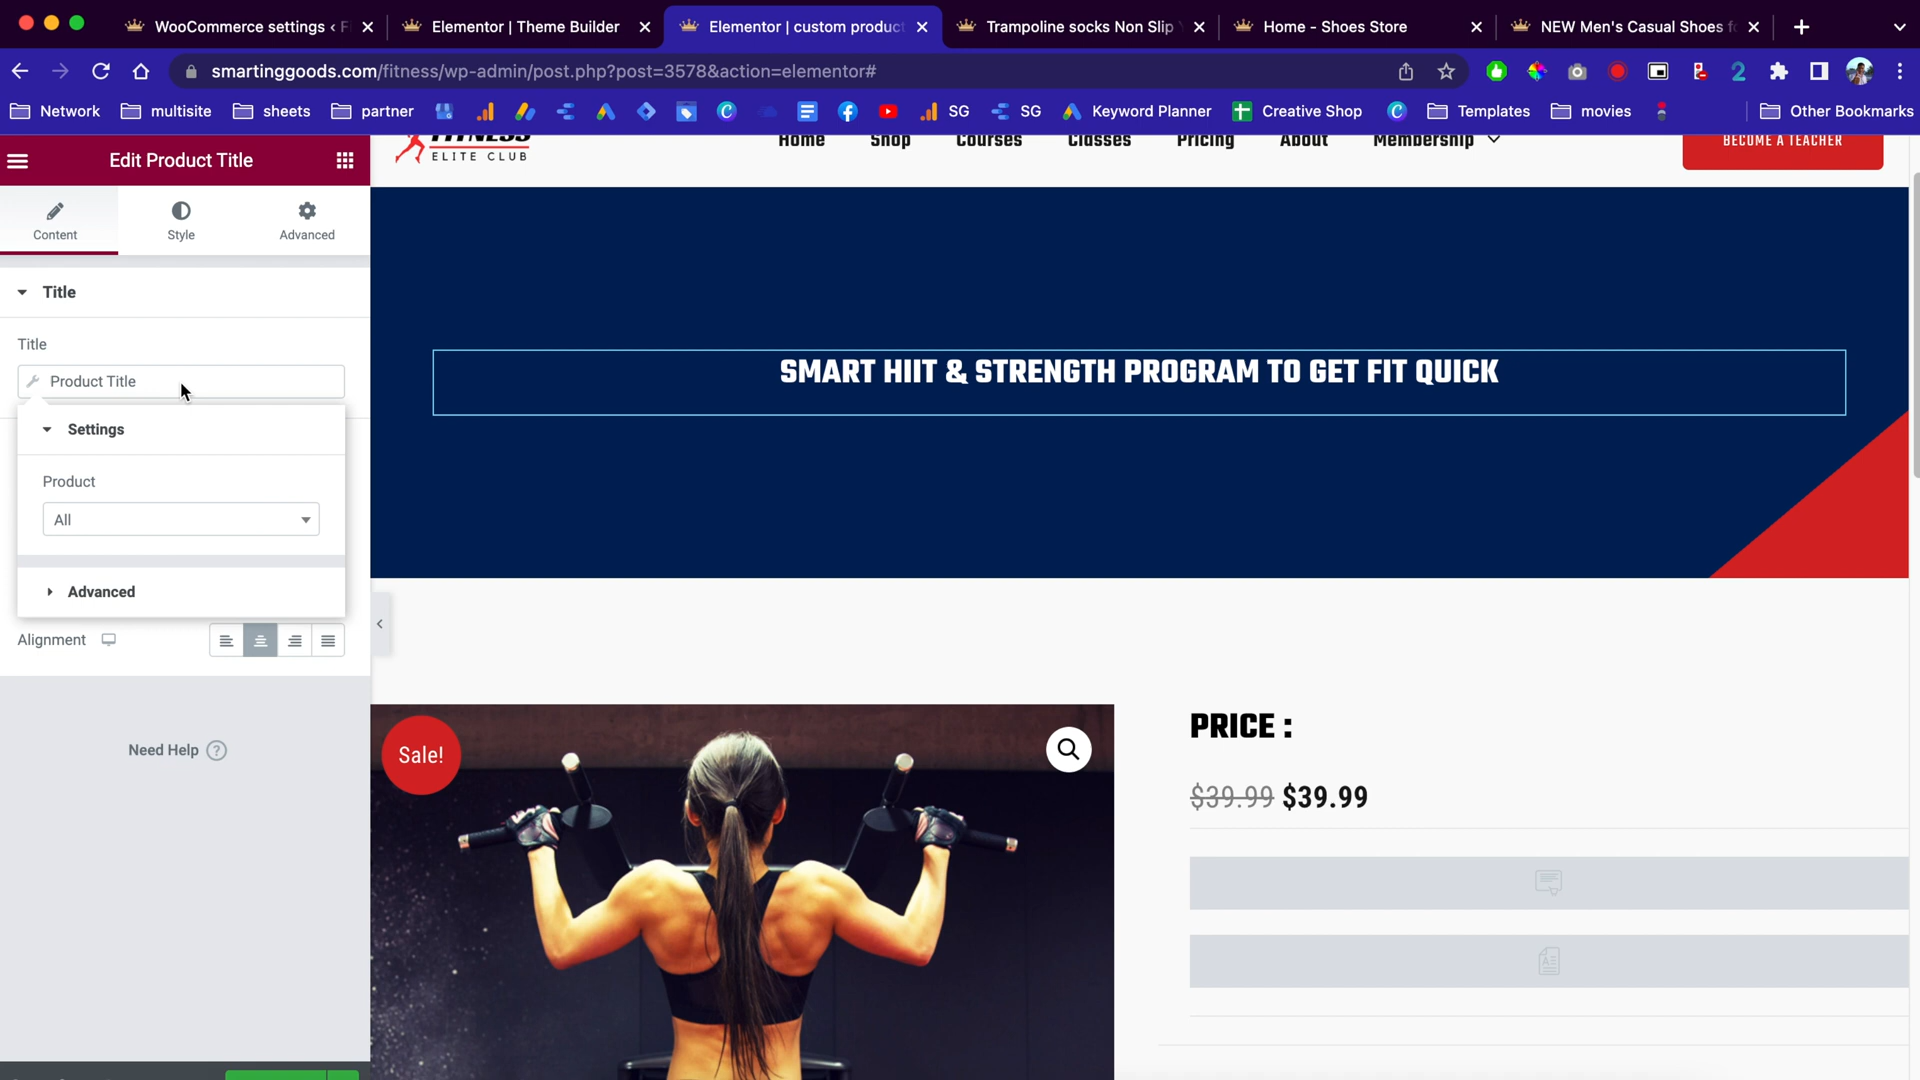 WooCommerce settings ‹ F
Elementor | Theme Builder
Elementor | custom product
Trampoline socks Non Slip
Home - Shoes Store
NEW Men's Casual Shoes f
smartinggoods.com/fitness/wp-admin/post.php?post=3578&action=elementor#
Network
multisite
sheets
partner
SG
SG
Keyword Planner
Creative Shop
Templates
movies
Other Bookmarks
Edit Product Title
FITNESS
ELITE CLUB
Home
Shop
Courses
Classes
Pricing
About
Membership
BECOME A TEACHER
Content
Style
Advanced
Title
Title
Product Title
Settings
Product
All
Advanced
Alignment
Need Help ?
SMART HIIT & STRENGTH PROGRAM TO GET FIT QUICK
Sale!
PRICE :
$39.99 $39.99